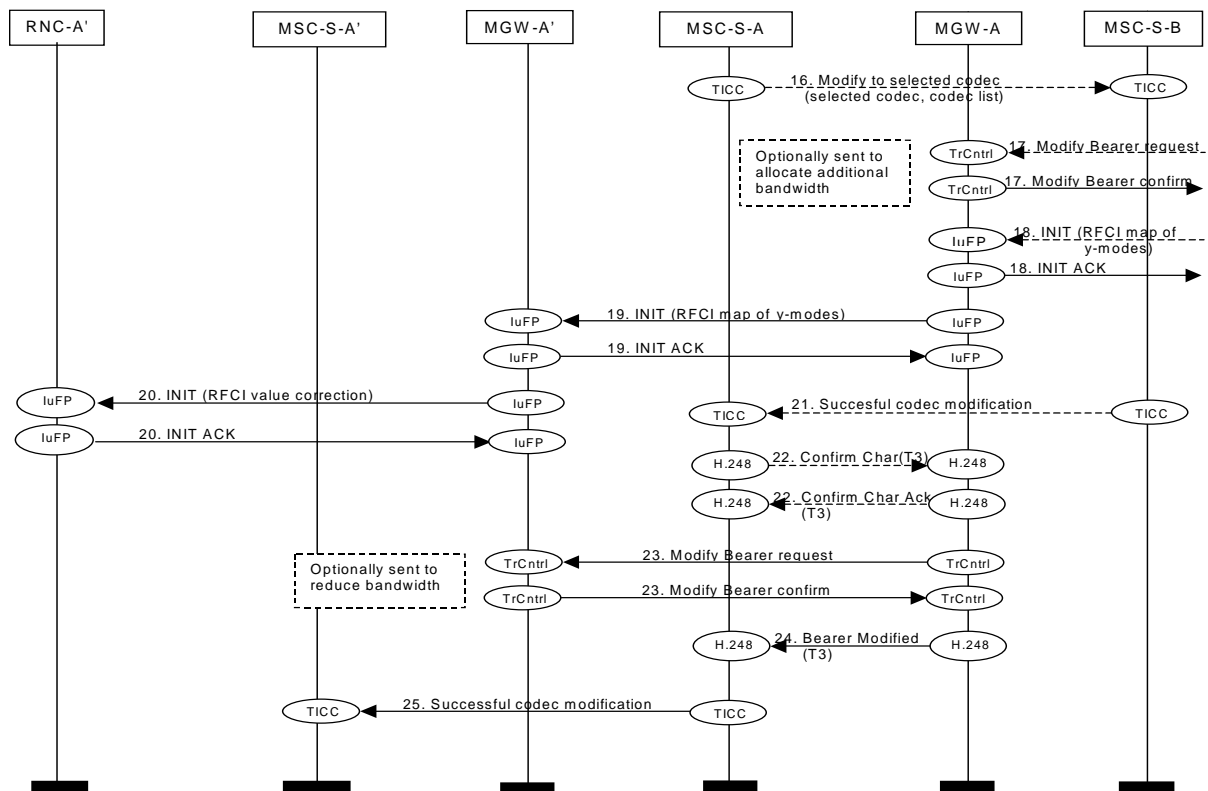 RNC-A'
MSC-S-A'
MGW-A'
MSC-S-A
MGW-A
MSC-S-B
TICC
16. Modify to selected codec
(selected codec, codec list)
TICC
Optionally sent to
allocate additional
bandwidth
TrCntrl
17. Modify Bearer request
TrCntrl
17. Modify Bearer confirm
IuFP
18. INIT (RFCI map of
y-modes)
IuFP
18. INIT ACK
IuFP
19. INIT (RFCI map of y-modes)
IuFP
IuFP
19. INIT ACK
IuFP
IuFP
20. INIT (RFCI value correction)
IuFP
TICC
21. Succesful codec modification
TICC
IuFP
20. INIT ACK
IuFP
H.248
22. Confirm Char(T3)
H.248
H.248
22. Confirm Char Ack
(T3)
H.248
Optionally sent to
reduce bandwidth
TrCntrl
23. Modify Bearer request
TrCntrl
TrCntrl
23. Modify Bearer confirm
TrCntrl
H.248
24. Bearer Modified
(T3)
H.248
TICC
25. Successful codec modification
TICC